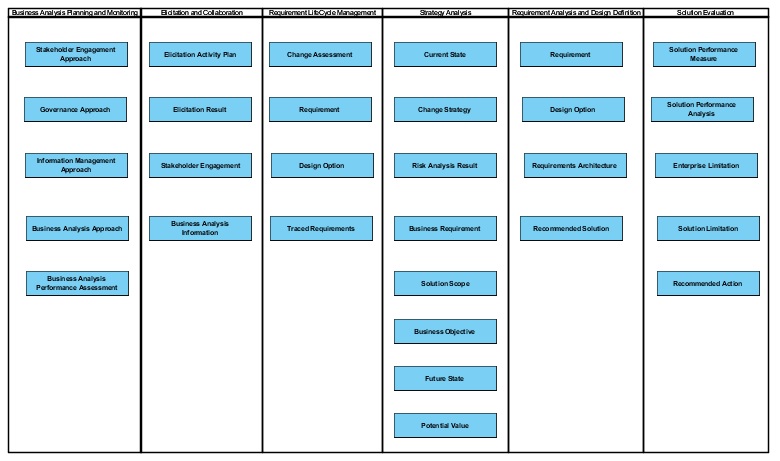 Business Analysis Planning and Monitoring
Stakeholder Engagement
Approach
Governance Approach
Information Management
Approach
Business Analysis Approach
Business Analysis
Performance Assessment
Elicitation and Collaboration
Elicitation Activity Plan
Elicitation Result
Stakeholder Engagement
Business Analysis
Information
Requirement LifeCycle Management
Change Assessment
Requirement
Design Option
Traced Requirements
Strategy Analysis
Current State
Change Strategy
Risk Analysis Result
Business Requirement
Solution Scope
Business Objective
Future State
Potential Value
Requirement Analysis and Design Definition
Requirement
Design Option
Requirements Architecture
Recommended Solution
Solution Evaluation
Solution Performance
Measure
Solution Performance
Analysis
Enterprise Limitation
Solution Limitation
Recommended Action